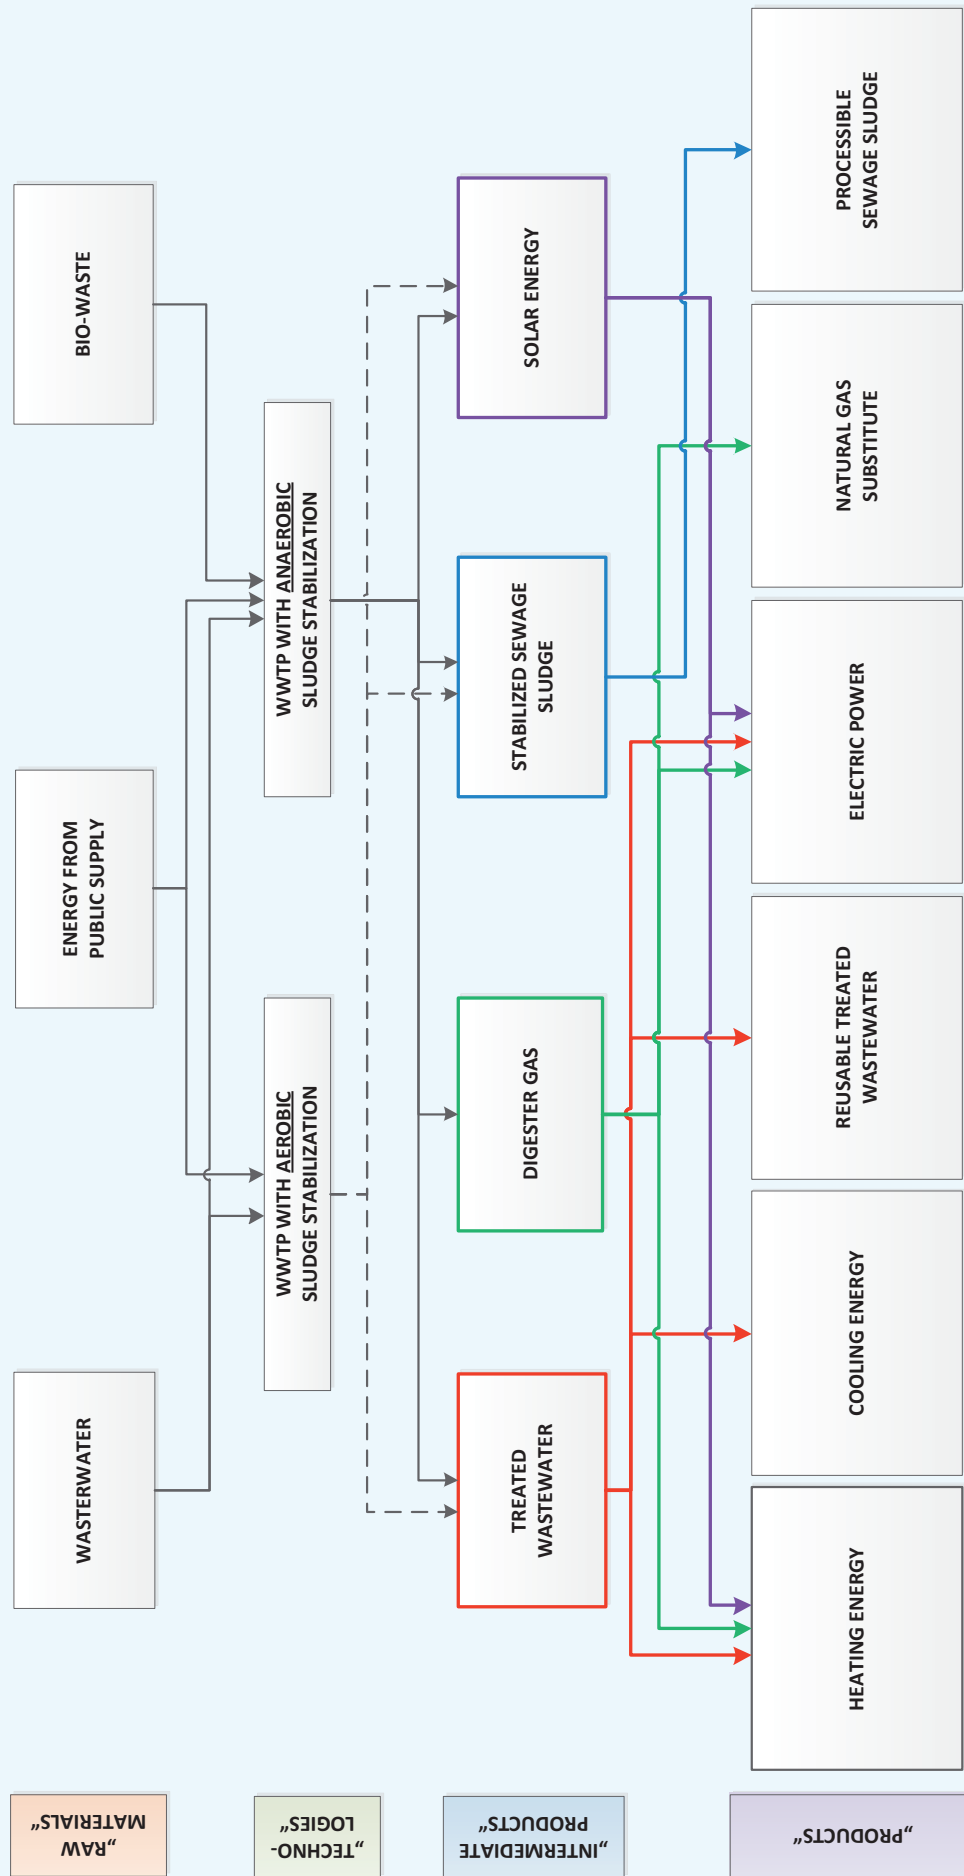 „RAW
MATERIALS“
WASTERWATER
ENERGY FROM
PUBLIC SUPPLY
BIO-WASTE
„TECHNO-
LOGIES“
WWTP WITH AEROBIC
SLUDGE STABILIZATION
WWTP WITH ANAEROBIC
SLUDGE STABILIZATION
„INTERMEDIATE
PRODUCTS“
TREATED
WASTEWATER
DIGESTER GAS
STABILIZED SEWAGE
SLUDGE
SOLAR ENERGY
„PRODUCTS“
HEATING ENERGY
COOLING ENERGY
REUSABLE TREATED
WASTEWATER
ELECTRIC POWER
NATURAL GAS
SUBSTITUTE
PROCESSIBLE
SEWAGE SLUDGE